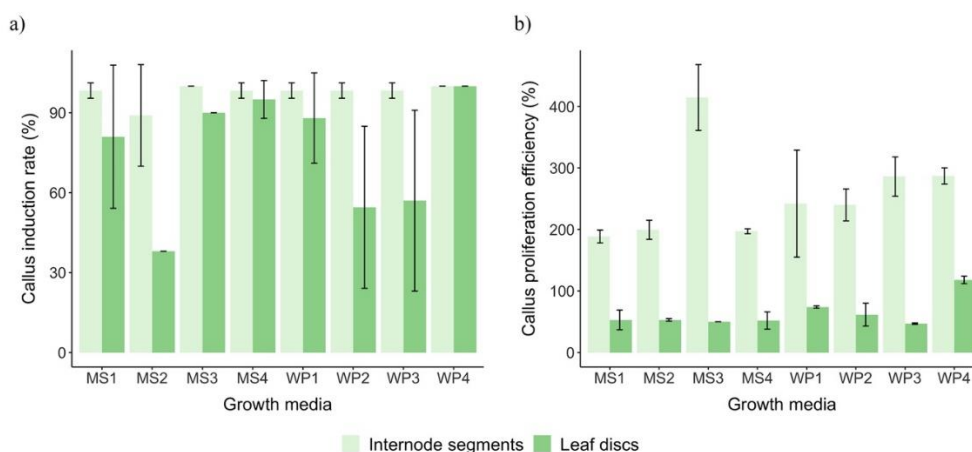 a)
Callus induction rate (%)
90
60
30
0
MS1 MS2 MS3 MS4 WP1 WP2 WP3 WP4
Growth media
b)
Callus proliferation efficiency (%)
400
300
200
100
0
MS1 MS2 MS3 MS4 WP1 WP2 WP3 WP4
Growth media
Internode segments Leaf discs